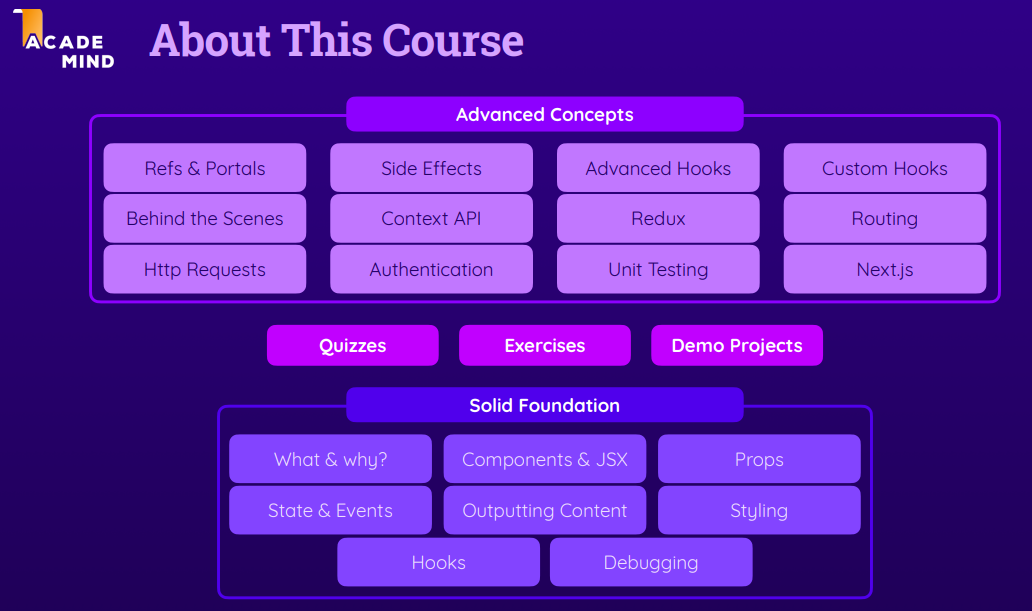 ACADE
MIND
About This Course
Advanced Concepts
Refs & Portals
Side Effects
Advanced Hooks
Custom Hooks
Behind the Scenes
Context API
Redux
Routing
Http Requests
Authentication
Unit Testing
Next.js
Quizzes
Exercises
Demo Projects
Solid Foundation
What & why?
Components & JSX
Props
State & Events
Outputting Content
Styling
Hooks
Debugging